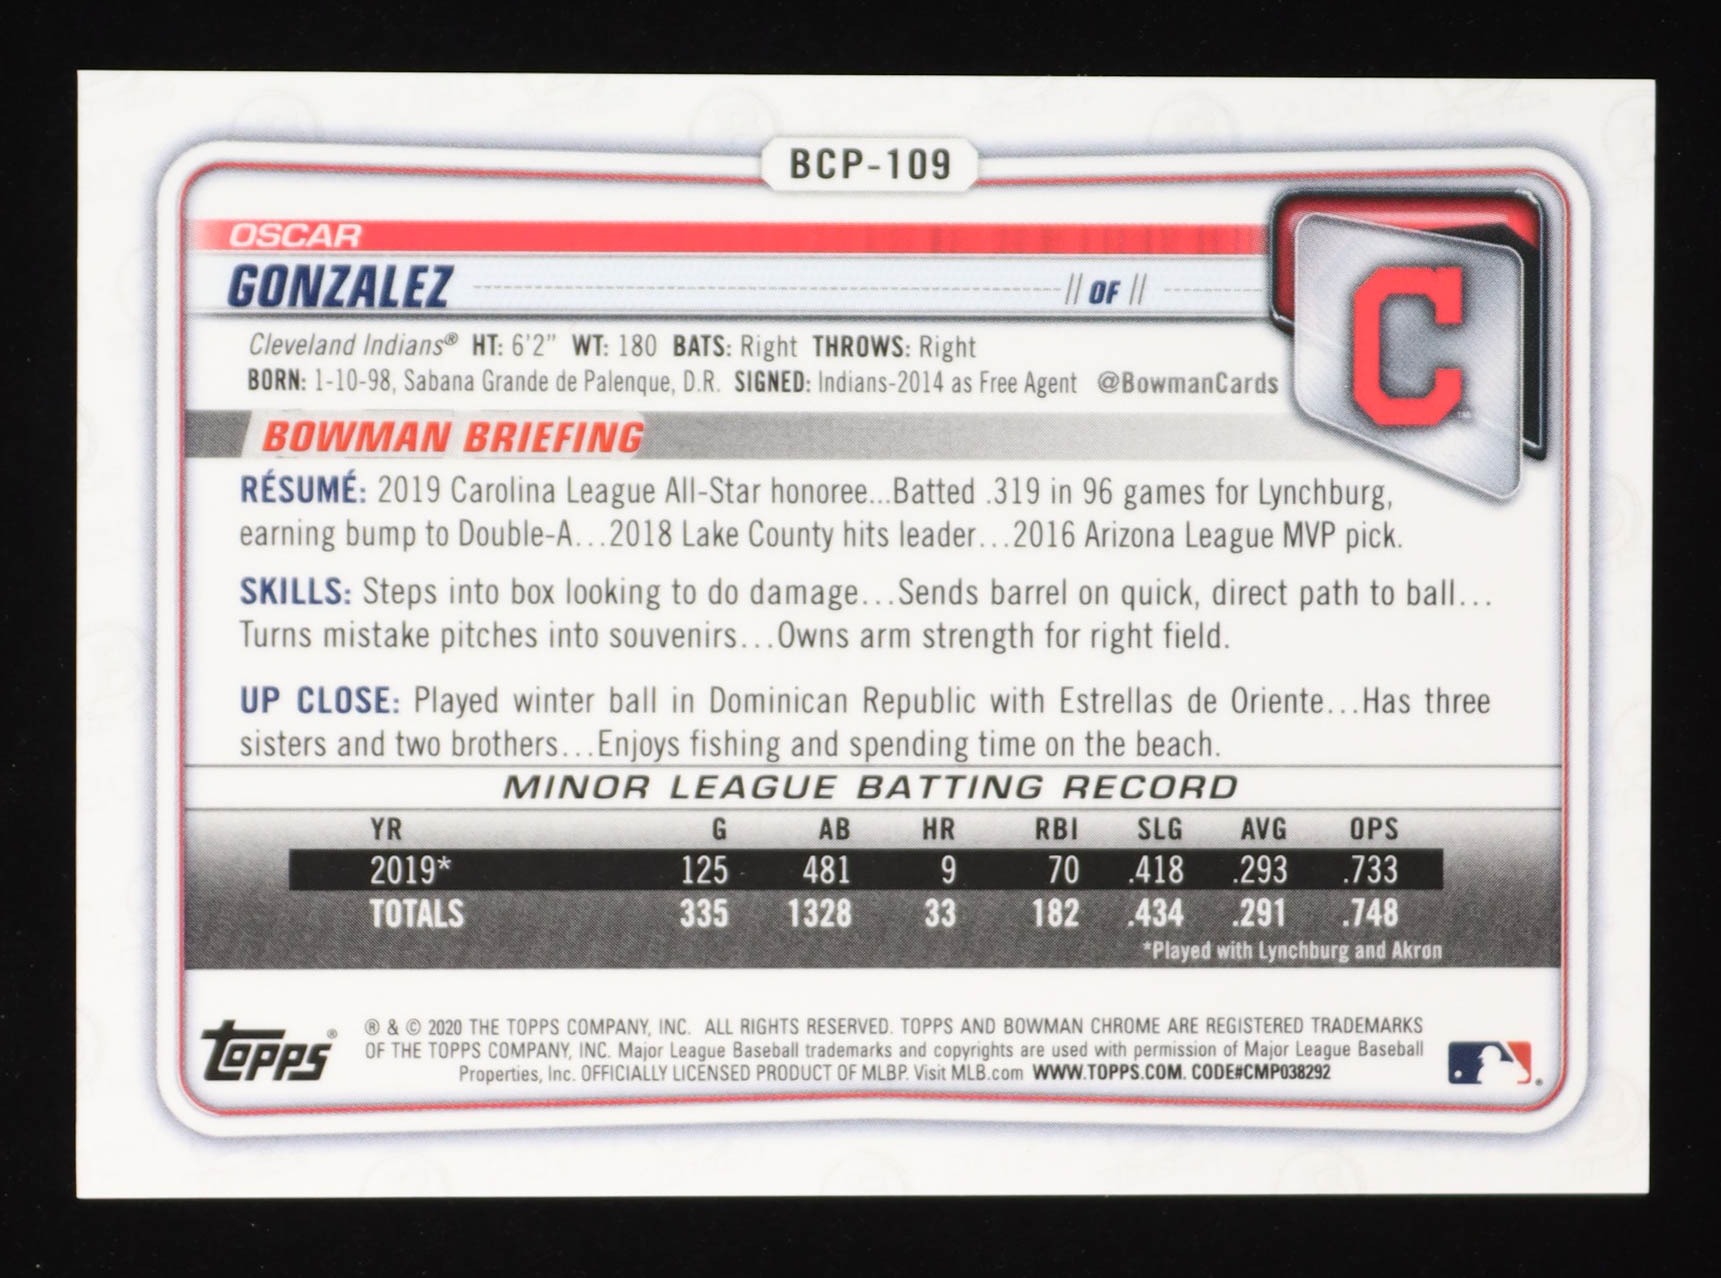 BCP-109
OSCAR
GONZALEZ // OF //
C
Cleveland Indians® HT: 6'2" WT: 180 BATS: Right THROWS: Right
BORN: 1-10-98, Sabana Grande de Palenque, D.R. SIGNED: Indians-2014 as Free Agent @BowmanCards
BOWMAN BRIEFING
RÉSUMÉ: 2019 Carolina League All-Star honoree...Batted .319 in 96 games for Lynchburg,
earning bump to Double-A...2018 Lake County hits leader...2016 Arizona League MVP pick.
SKILLS: Steps into box looking to do damage...Sends barrel on quick, direct path to ball...
Turns mistake pitches into souvenirs...Owns arm strength for right field.
UP CLOSE: Played winter ball in Dominican Republic with Estrellas de Oriente...Has three
sisters and two brothers...Enjoys fishing and spending time on the beach.
MINOR LEAGUE BATTING RECORD
YR G AB HR RBI SLG AVG OPS
2019* 125 481 9 70 .418 .293 .733
TOTALS 335 1328 33 182 .434 .291 .748
*Played with Lynchburg and Akron
Topps® ® & © 2020 THE TOPPS COMPANY, INC. ALL RIGHTS RESERVED. TOPPS AND BOWMAN CHROME ARE REGISTERED TRADEMARKS
OF THE TOPPS COMPANY, INC. Major League Baseball trademarks and copyrights are used with permission of Major League Baseball
Properties, Inc. OFFICIALLY LICENSED PRODUCT OF MLBP. Visit MLB.com WWW.TOPPS.COM. CODE#CMP038292